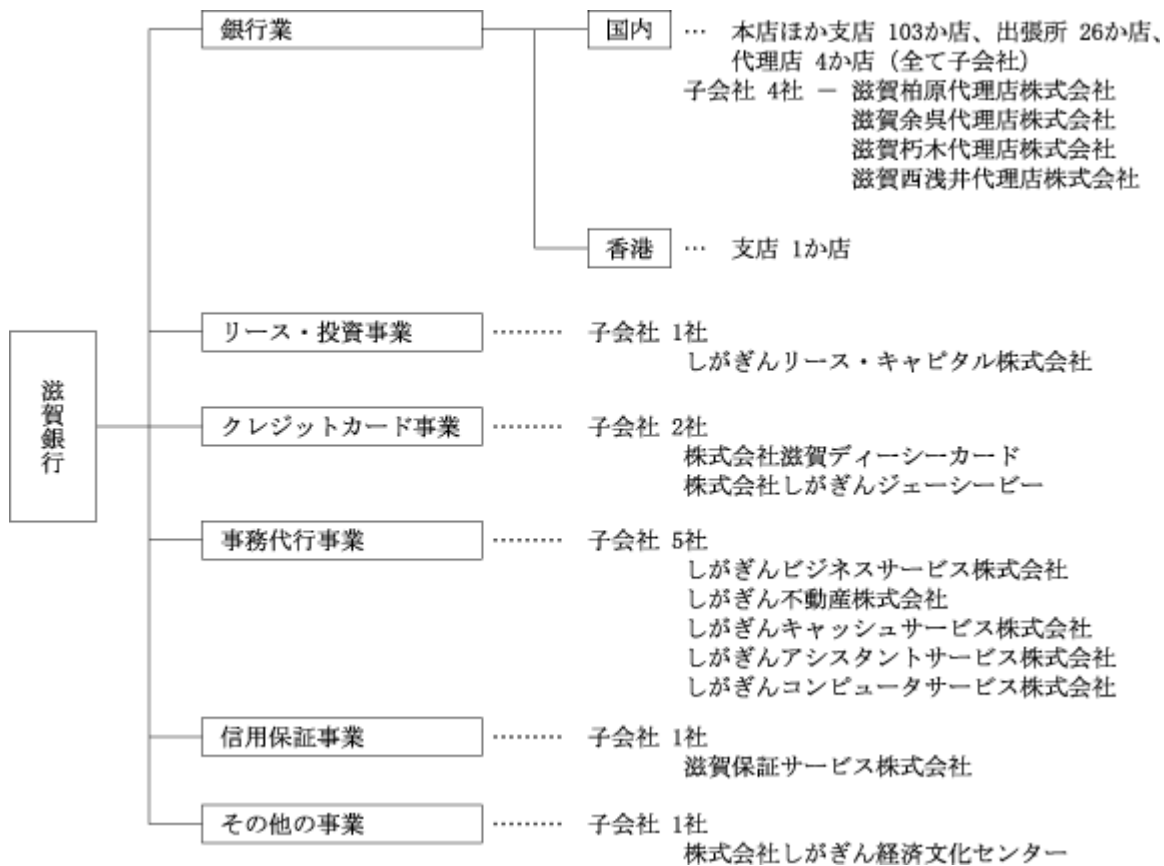 銀行業
国内 … 本店ほか支店 103か店、出張所 26か店、
代理店 4か店 (全て子会社)
子会社 4社 － 滋賀柏原代理店株式会社
滋賀余呉代理店株式会社
滋賀朽木代理店株式会社
滋賀西浅井代理店株式会社
香港 … 支店 1か店
滋賀銀行
リース・投資事業 ……… 子会社 1社
しがぎんリース・キャピタル株式会社
クレジットカード事業 ……… 子会社 2社
株式会社滋賀ディーシーカード
株式会社しがぎんジェーシービー
事務代行事業 ……… 子会社 5社
しがぎんビジネスサービス株式会社
しがぎん不動産株式会社
しがぎんキャッシュサービス株式会社
しがぎんアシスタントサービス株式会社
しがぎんコンピュータサービス株式会社
信用保証事業 ……… 子会社 1社
滋賀保証サービス株式会社
その他の事業 ……… 子会社 1社
株式会社しがぎん経済文化センター